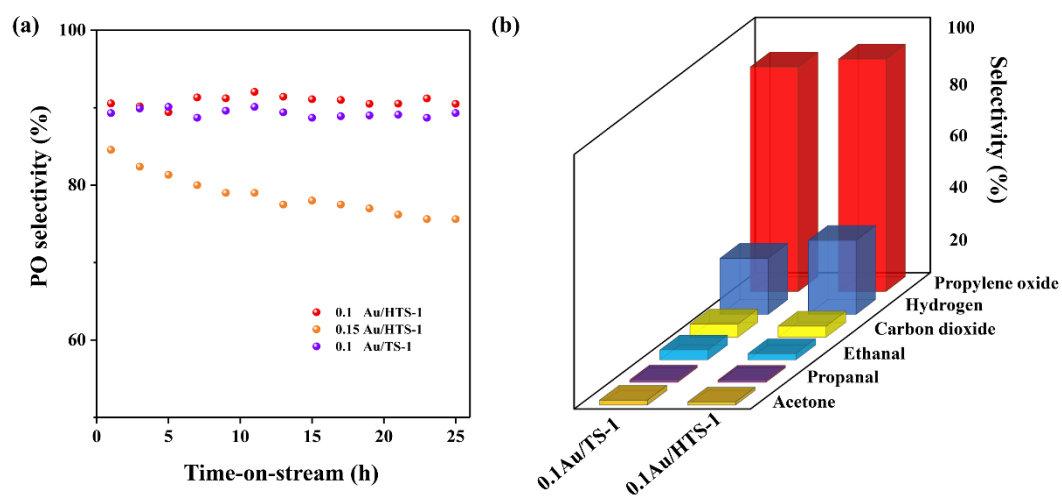 (a)
100
80
60
PO selectivity (%)
0.1 Au/HTS-1
0.15 Au/HTS-1
0.1 Au/TS-1
0 5 10 15 20 25
Time-on-stream (h)
(b)
100
80
60
40
20
Selectivity (%)
Propylene oxide
Hydrogen
Carbon dioxide
Ethanal
Propanal
Acetone
0.1Au/TS-1
0.1Au/HTS-1